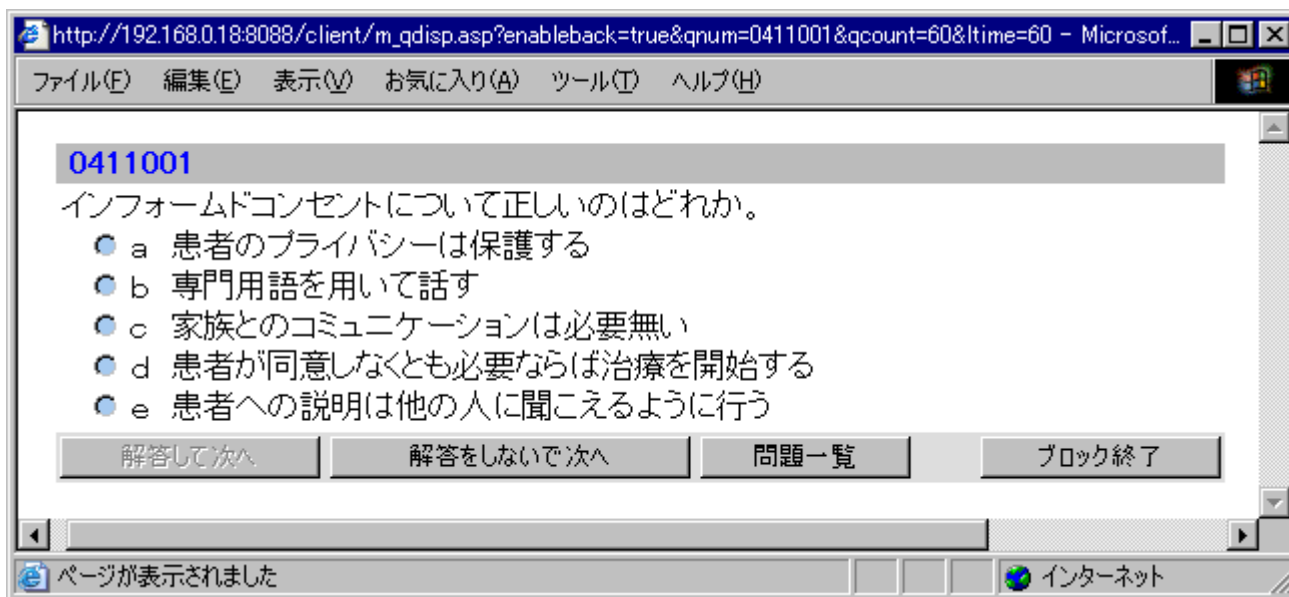 http://192.168.0.18:8088/client/m_qdisp.asp?enableback=true&qnum=0411001&qcount=60&ltime=60 - Microsof...
ファイル(F) 編集(E) 表示(V) お気に入り(A) ツール(T) ヘルプ(H)
0411001
インフォームドコンセントについて正しいのはどれか。
a 患者のプライバシーは保護する
b 専門用語を用いて話す
c 家族とのコミュニケーションは必要無い
d 患者が同意しなくとも必要ならば治療を開始する
e 患者への説明は他の人に聞こえるように行う
解答して次へ 解答をしないで次へ 問題一覧 ブロック終了
ページが表示されました インターネット